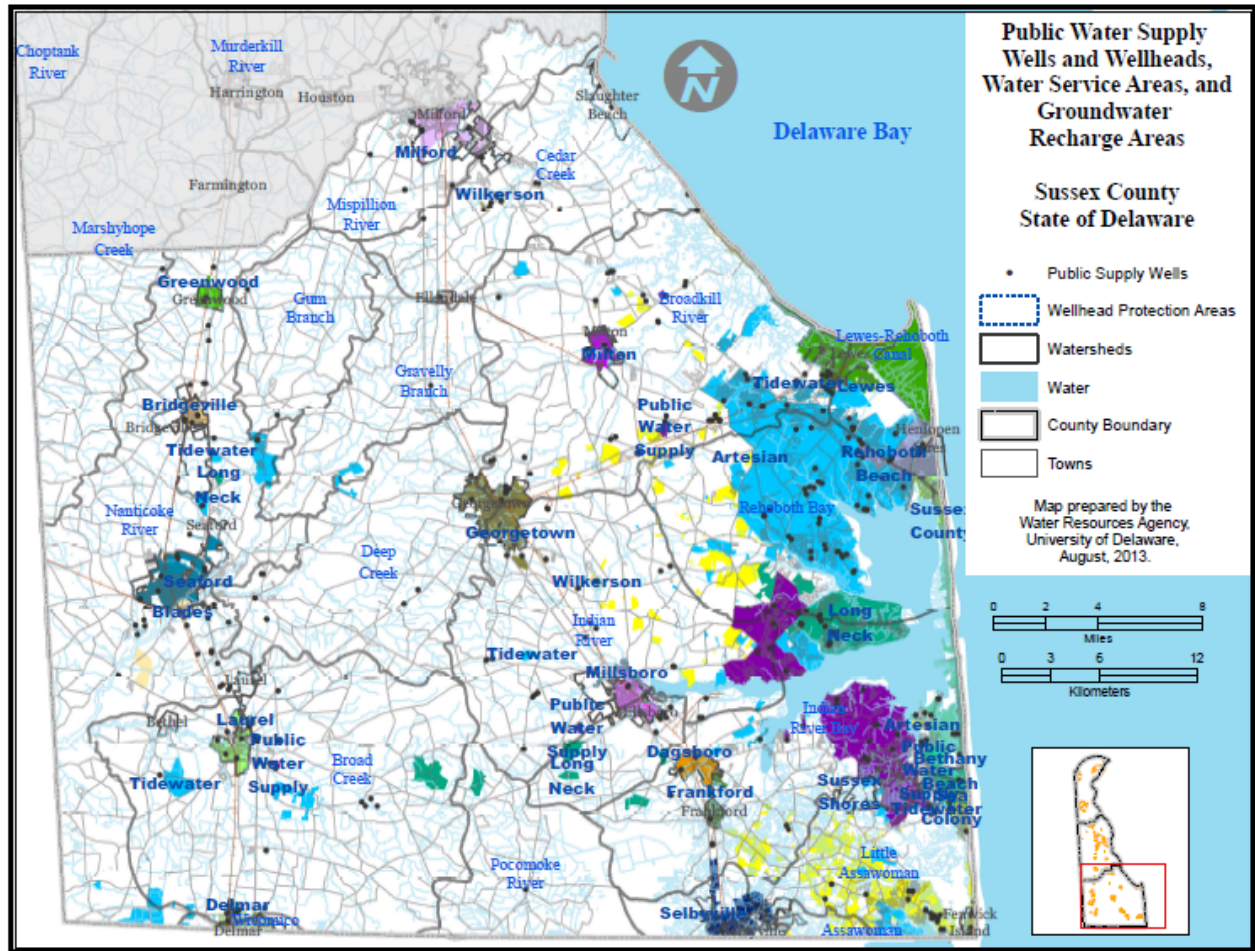 Public Water Supply
Wells and Wellheads,
Water Service Areas, and
Groundwater
Recharge Areas
Sussex County
State of Delaware
Public Supply Wells
Wellhead Protection Areas
Watersheds
Water
County Boundary
Towns
Map prepared by the
Water Resources Agency,
University of Delaware,
August, 2013.
0 2 4 8
Miles
0 3 6 12
Kilometers
N
Delaware Bay
Choptank
River
Murderkill
River
Harrington
Houston
Milford
Milford
Slaughter
Beach
Cedar
Creek
Wilkerson
Farmington
Mispillion
River
Marshyhope
Creek
Greenwood
Greenwood
Gum
Branch
Ellendale
Broadkill
River
Milton
Milton
Lewes-Rehoboth
Canal
Gravelly
Branch
Tidewater
Lewes
Bridgeville
Tidewater
Long
Neck
Public
Water
Supply
Artesian
Henlopen
Rehoboth
Beach
Nanticoke
River
Seaford
Georgetown
Georgetown
Rehoboth Bay
Sussex
County
Deep
Creek
Seaford
Blades
Wilkerson
Indian
River
Long
Neck
Tidewater
Millsboro
Laurel
Bethel
Laurel
Public
Water
Supply
Tidewater
Broad
Creek
Public
Water
Supply
Long
Neck
Dagsboro
Frankford
Frankford
Indian
River Bay
Artesian
Public
Water
Supply
Bethany
Beach
Sea
Colony
Tidewater
Sussex
Shores
Little
Assawoman
Pocomoke
River
Delmar
Wicomico
Delmar
Selbyville
Assawoman
Fenwick
Island